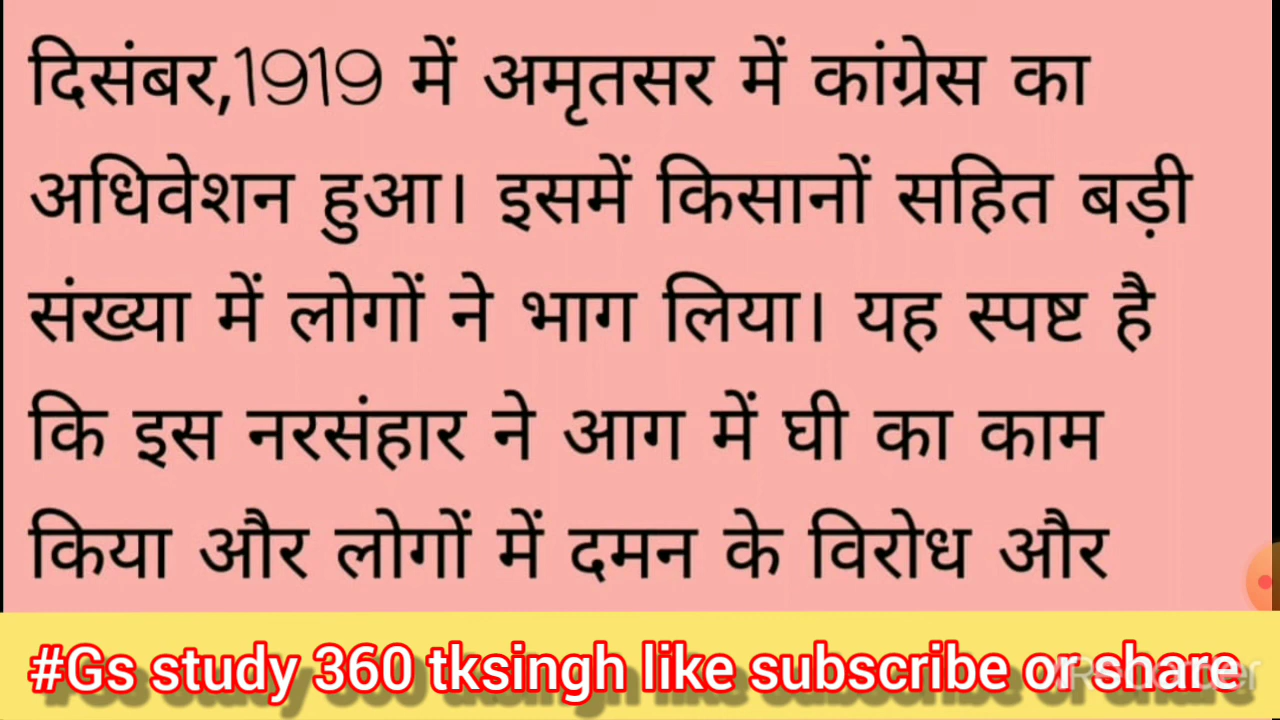 दिसंबर,1919 में अमृतसर में कांग्रेस का
अधिवेशन हुआ। इसमें किसानों सहित बड़ी
संख्या में लोगों ने भाग लिया। यह स्पष्ट है
कि इस नरसंहार ने आग में घी का काम
किया और लोगों में दमन के विरोध और
#Gs study 360 tksingh like subscribe or share